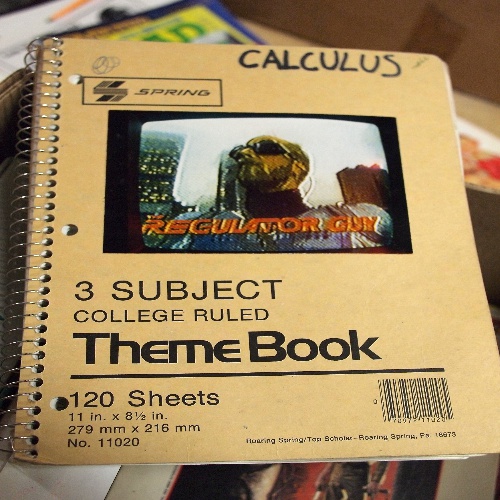 CALCULUS
SPRING
REGULATOR GUY
3 SUBJECT
COLLEGE RULED
Theme Book
120 Sheets
11 in. x 8½ in.
279 mm x 216 mm
No. 11020
Roaring Spring/Top Scholar - Roaring Spring, Pa. 16673